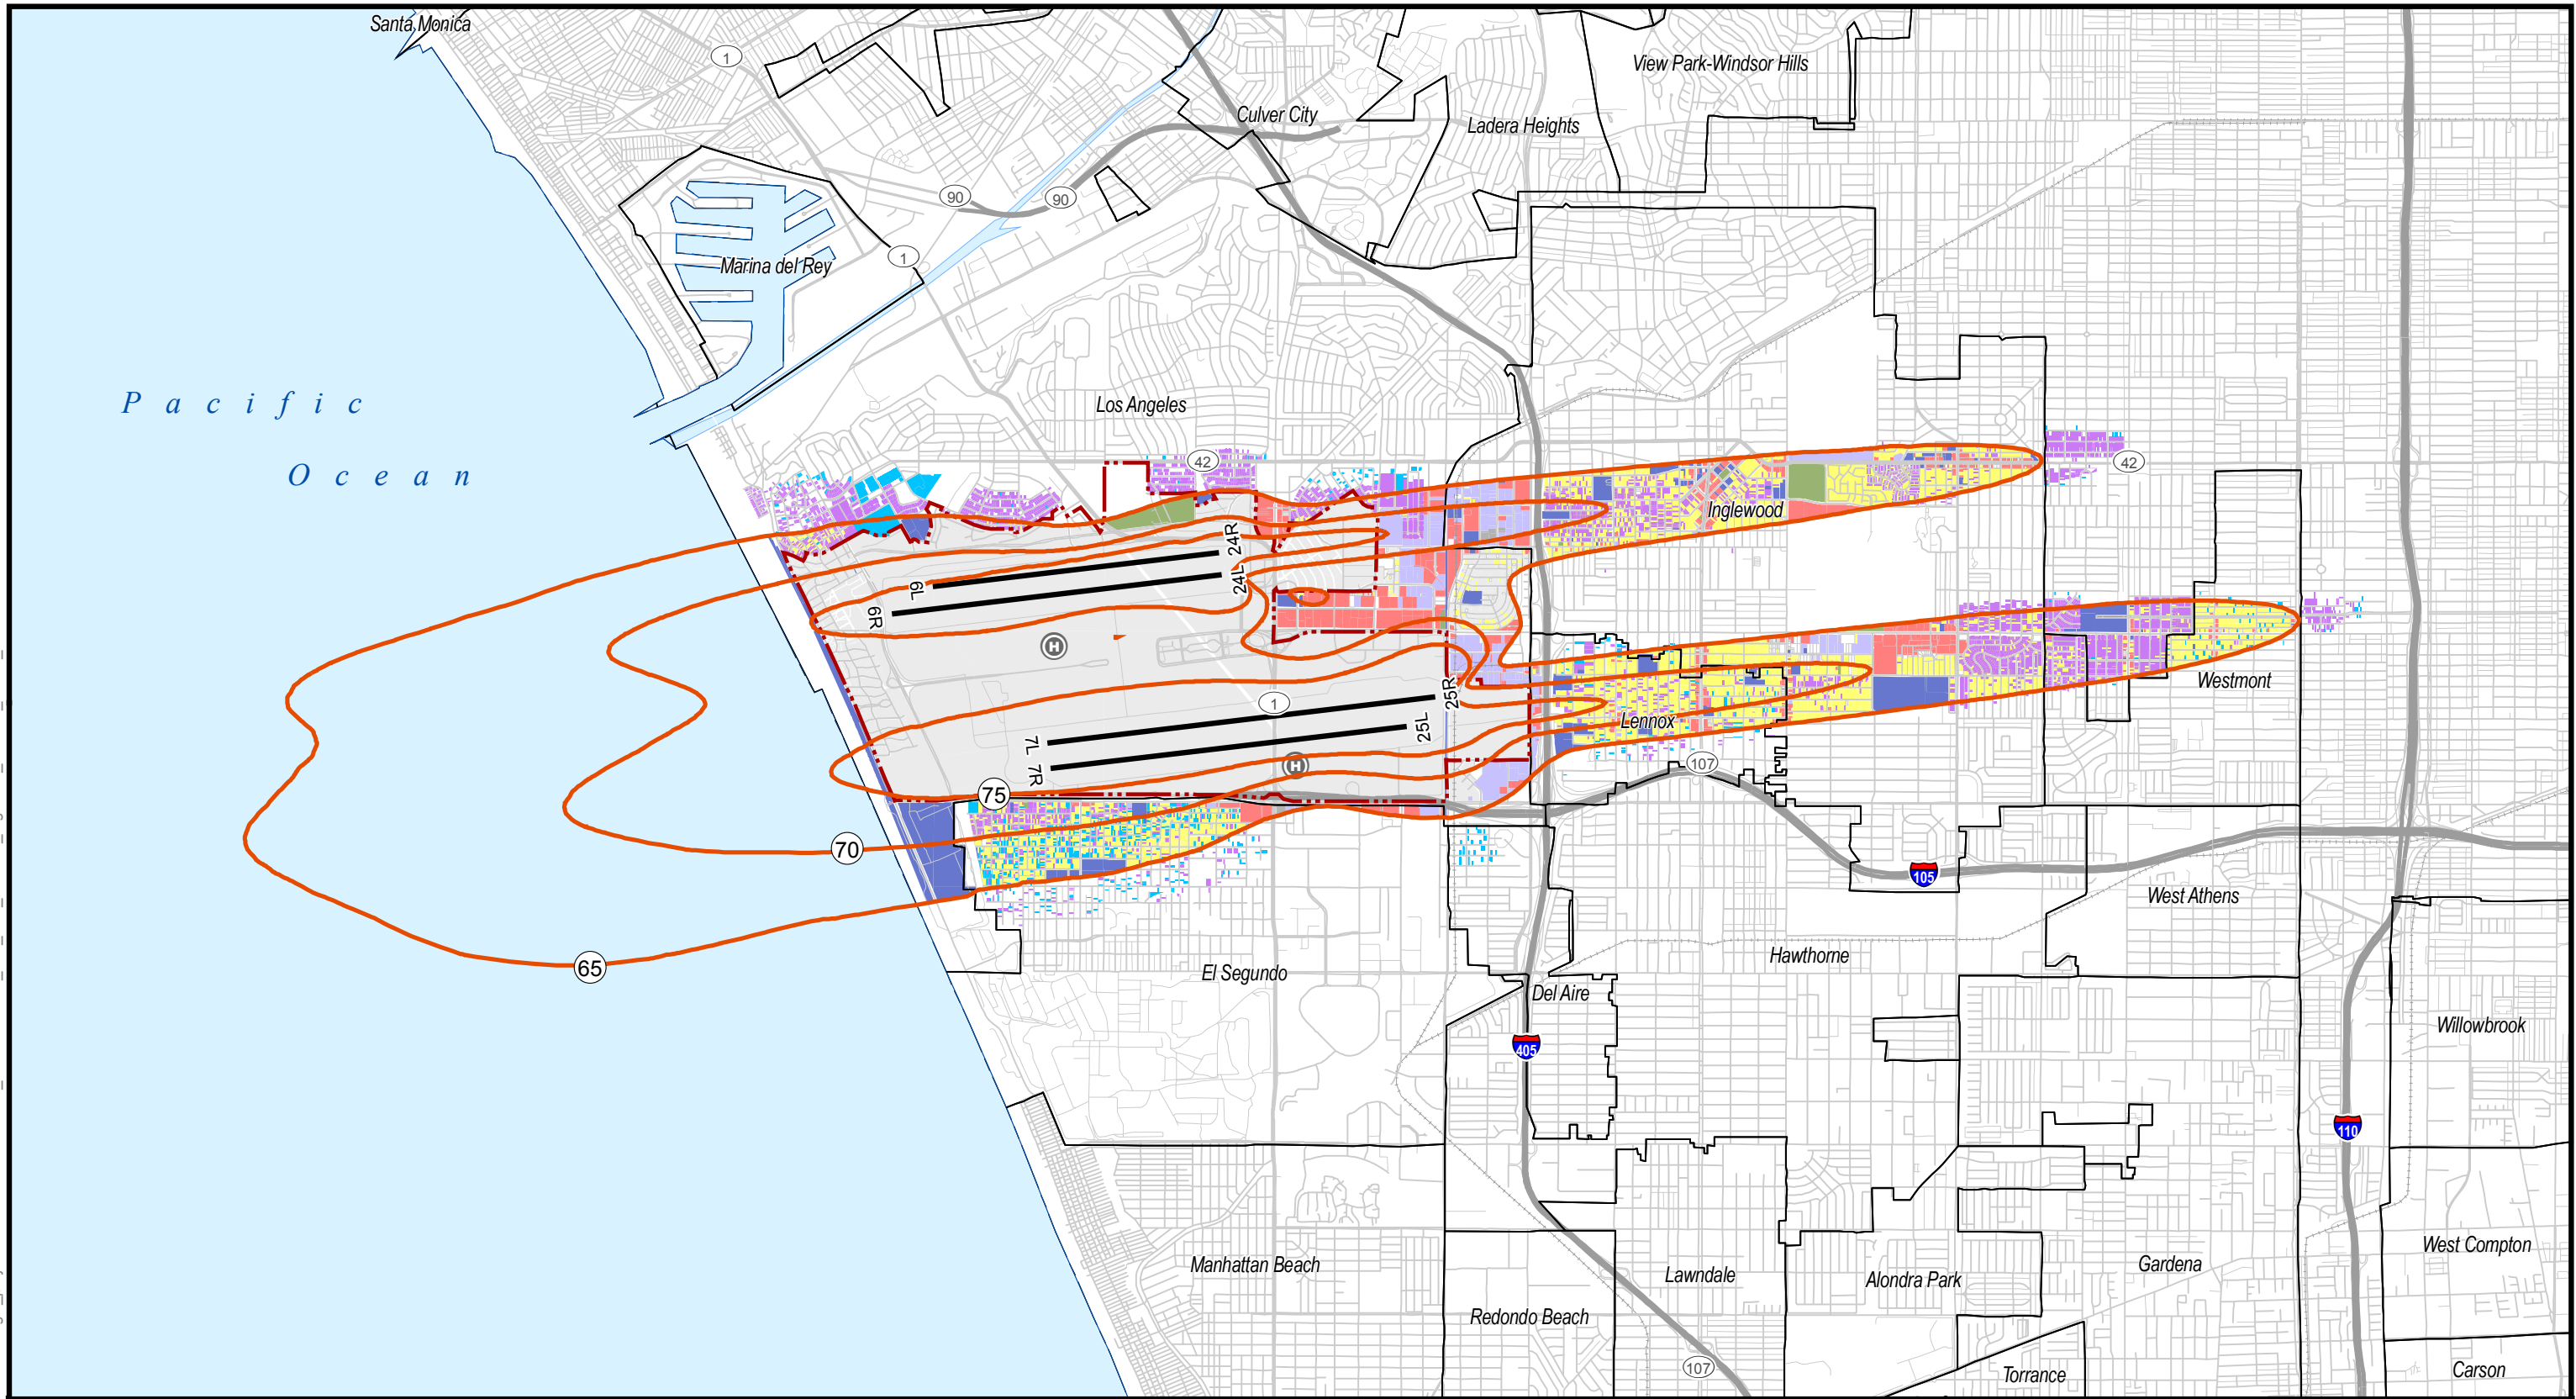 Santa Monica
1
View Park-Windsor Hills
Culver City
Ladera Heights
90
90
1
Marina del Rey
Pacific
Los Angeles
Ocean
42
42
Inglewood
24R
24L
6L
6R
H
Westmont
25R
1
Lennox
25L
7L
7R
H
107
75
70
105
West Athens
65
El Segundo
Hawthorne
Del Aire
Willowbrook
405
110
West Compton
Manhattan Beach
Gardena
Lawndale
Alondra Park
Redondo Beach
107
Torrance
Carson